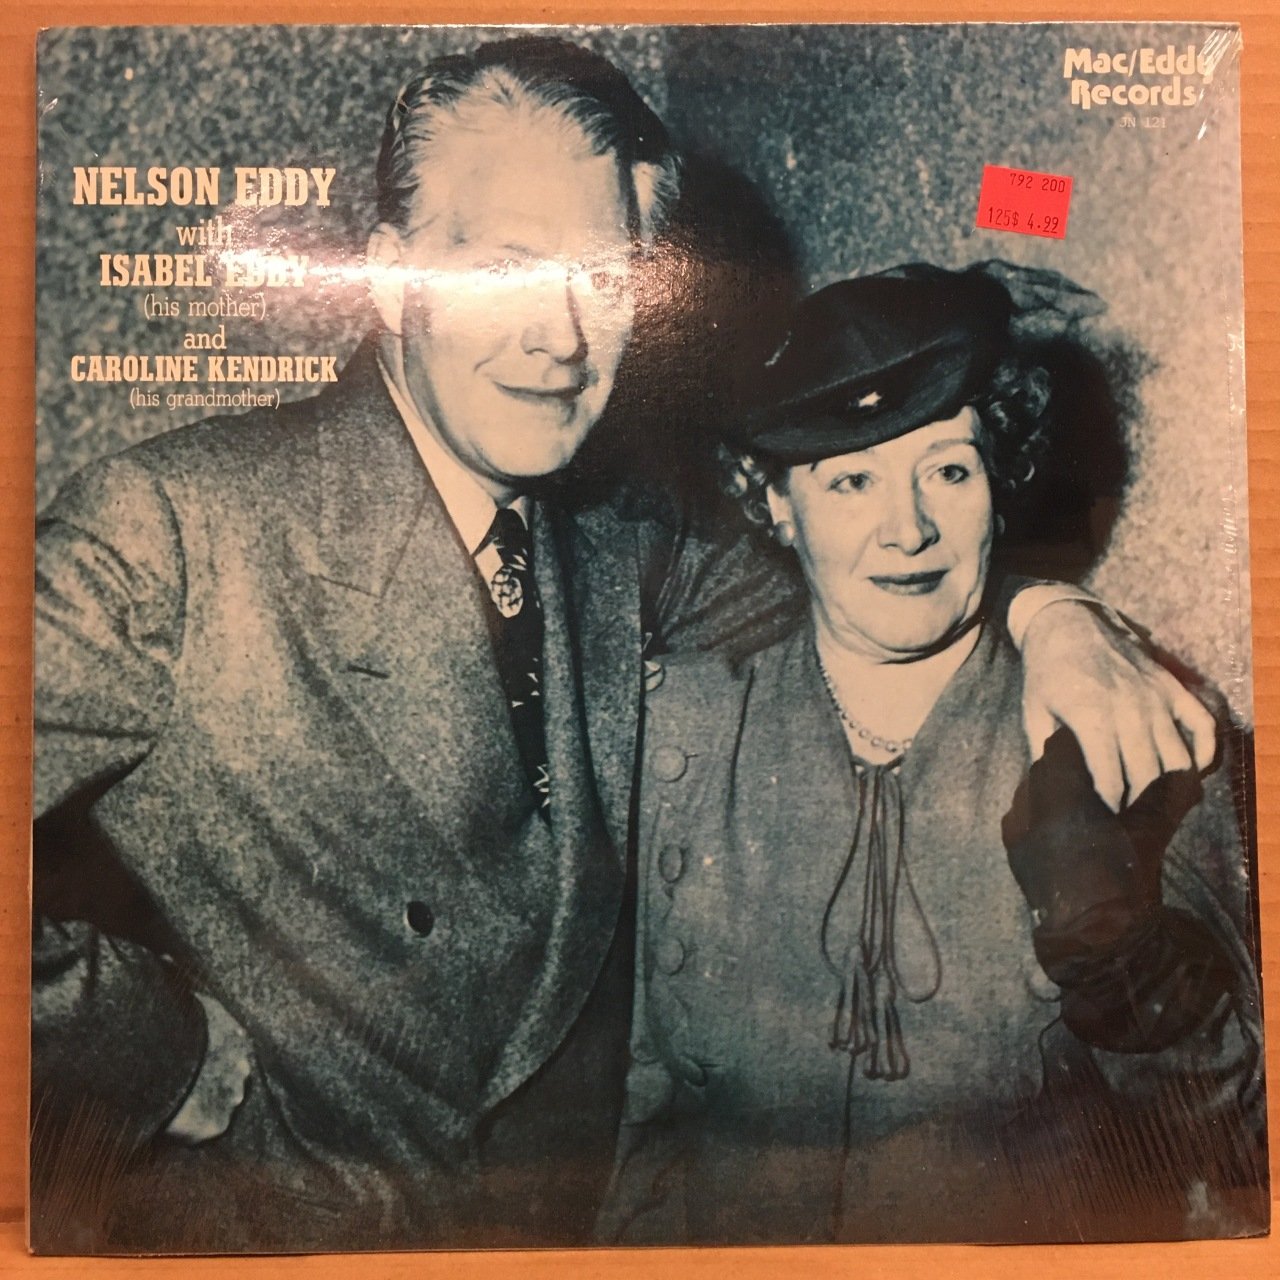 NELSON EDDY
with
ISABEL EDDY
(his mother)
and
CAROLINE KENDRICK
(his grandmother)
Mac/Eddy
Records
JN 121
792 200
125$ 4.99